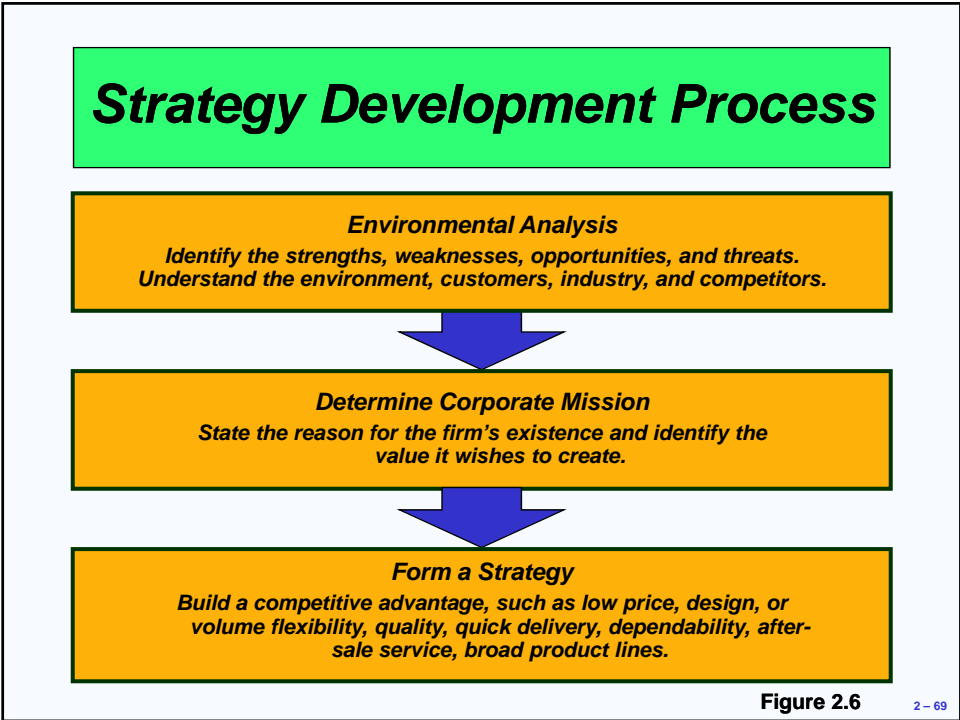 Strategy Development Process
Environmental Analysis
Identify the strengths, weaknesses, opportunities, and threats.
Understand the environment, customers, industry, and competitors.
Determine Corporate Mission
State the reason for the firm’s existence and identify the
value it wishes to create.
Form a Strategy
Build a competitive advantage, such as low price, design, or
volume flexibility, quality, quick delivery, dependability, after-
sale service, broad product lines.
Figure 2.6
2 – 69